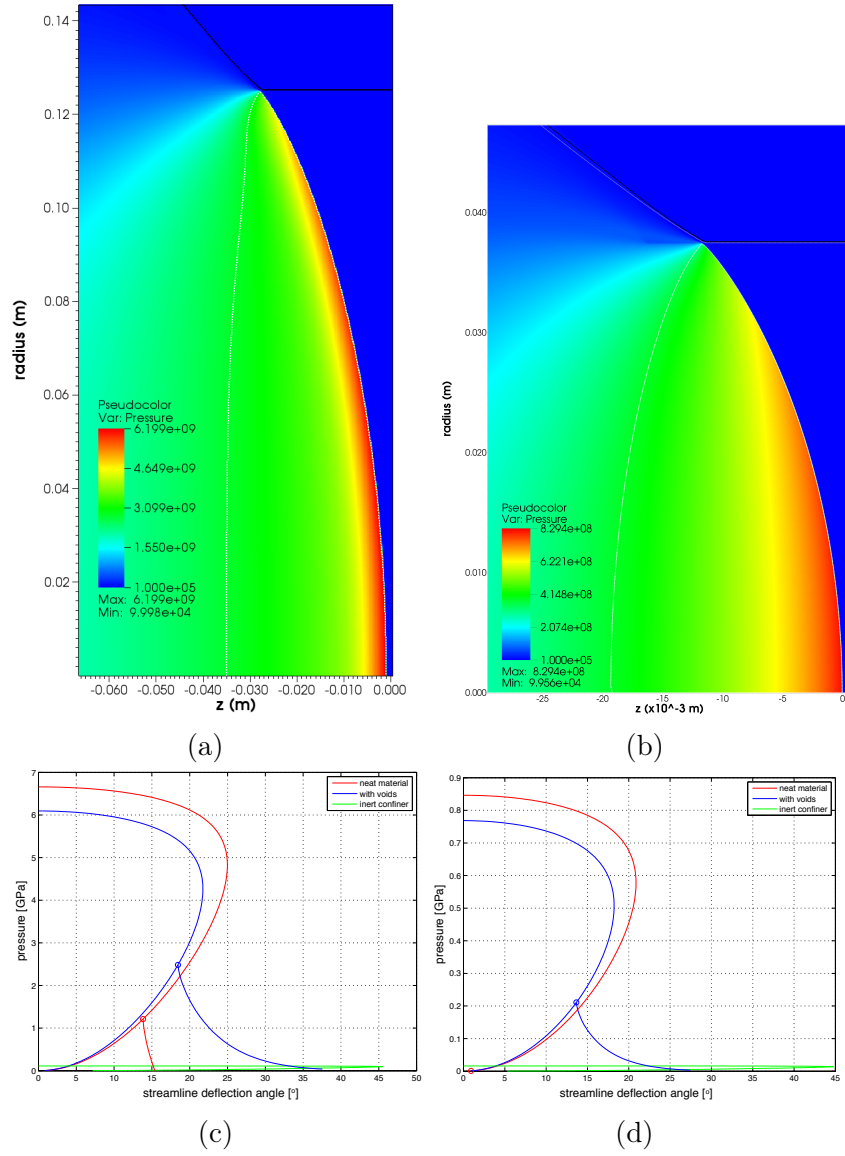 0.14
0.12
0.10
0.08
0.06
0.04
0.02
radius (m)
Pseudocolor
Var: Pressure
6.199e+09
4.649e+09
3.099e+09
1.550e+09
1.000e+05
Max: 6.199e+09
Min: 9.998e+04
-0.060 -0.050 -0.040 -0.030 -0.020 -0.010 0.000
z (m)
(a)
0.040
0.030
0.020
0.010
0.000
radius (m)
Pseudocolor
Var: Pressure
8.294e+08
6.221e+08
4.148e+08
2.074e+08
1.000e+05
Max: 8.294e+08
Min: 9.956e+04
-25 -20 -15 -10 -5 0
z (x10^-3 m)
(b)
7
6
5
4
3
2
1
0
pressure [GPa]
neat material
with voids
inert confiner
0 5 10 15 20 25 30 35 40 45 50
streamline deflection angle [°]
(c)
0.9
0.8
0.7
0.6
0.5
0.4
0.3
0.2
0.1
0
pressure [GPa]
neat material
with voids
inert confiner
0 5 10 15 20 25 30 35 40 45
streamline deflection angle [°]
(d)